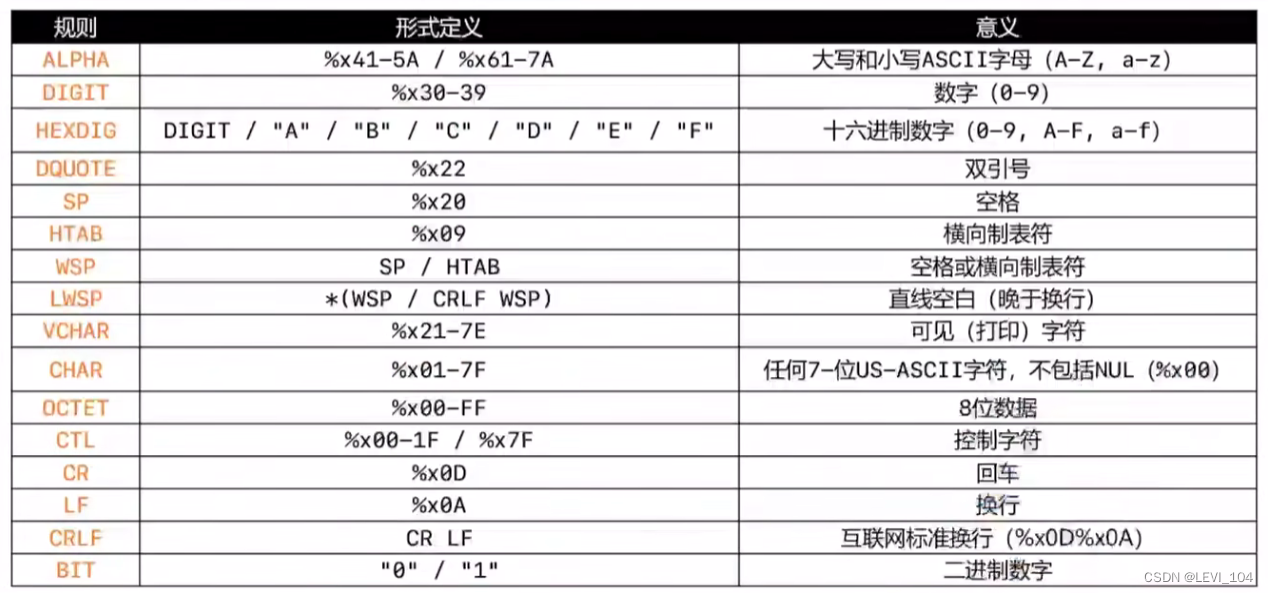 规则 形式定义 意义
ALPHA %x41-5A / %x61-7A 大写和小写ASCII字母（A-Z, a-z）
DIGIT %x30-39 数字（0-9）
HEXDIG DIGIT / "A" / "B" / "C" / "D" / "E" / "F" 十六进制数字（0-9, A-F, a-f）
DQUOTE %x22 双引号
SP %x20 空格
HTAB %x09 横向制表符
WSP SP / HTAB 空格或横向制表符
LWSP *(WSP / CRLF WSP) 直线空白（晚于换行）
VCHAR %x21-7E 可见（打印）字符
CHAR %x01-7F 任何7-位US-ASCII字符，不包括NUL（%x00）
OCTET %x00-FF 8位数据
CTL %x00-1F / %x7F 控制字符
CR %x0D 回车
LF %x0A 换行
CRLF CR LF 互联网标准换行（%x0D%x0A）
BIT "0" / "1" 二进制数字
CSDN @LEVI_104